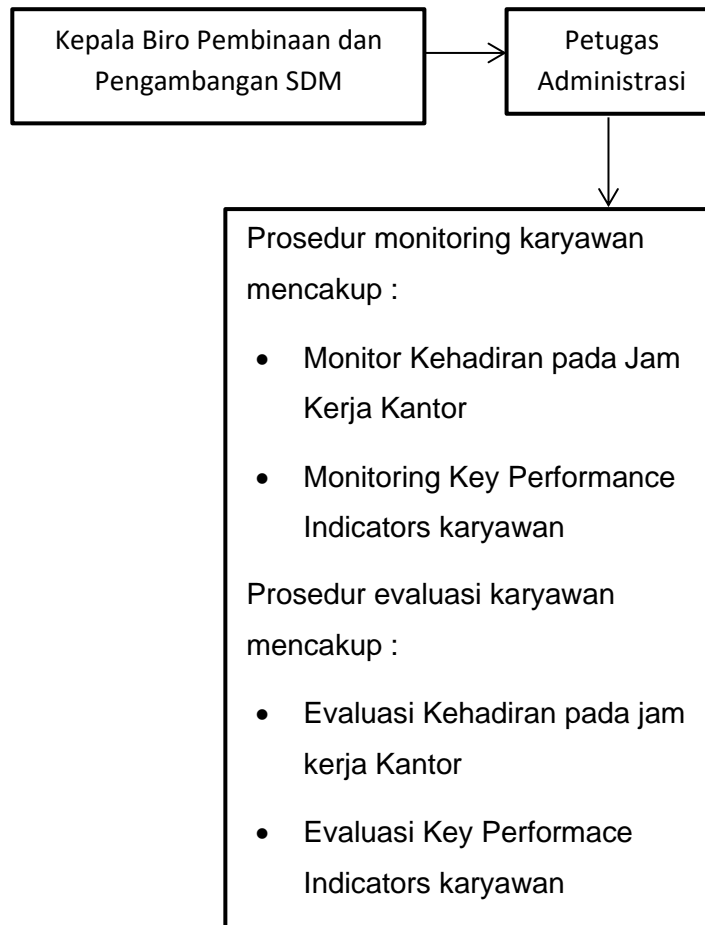 Kepala Biro Pembinaan dan
Pengambangan SDM
Petugas
Administrasi
Prosedur monitoring karyawan
mencakup :
• Monitor Kehadiran pada Jam
Kerja Kantor
• Monitoring Key Performance
Indicators karyawan
Prosedur evaluasi karyawan
mencakup :
• Evaluasi Kehadiran pada jam
kerja Kantor
• Evaluasi Key Performace
Indicators karyawan